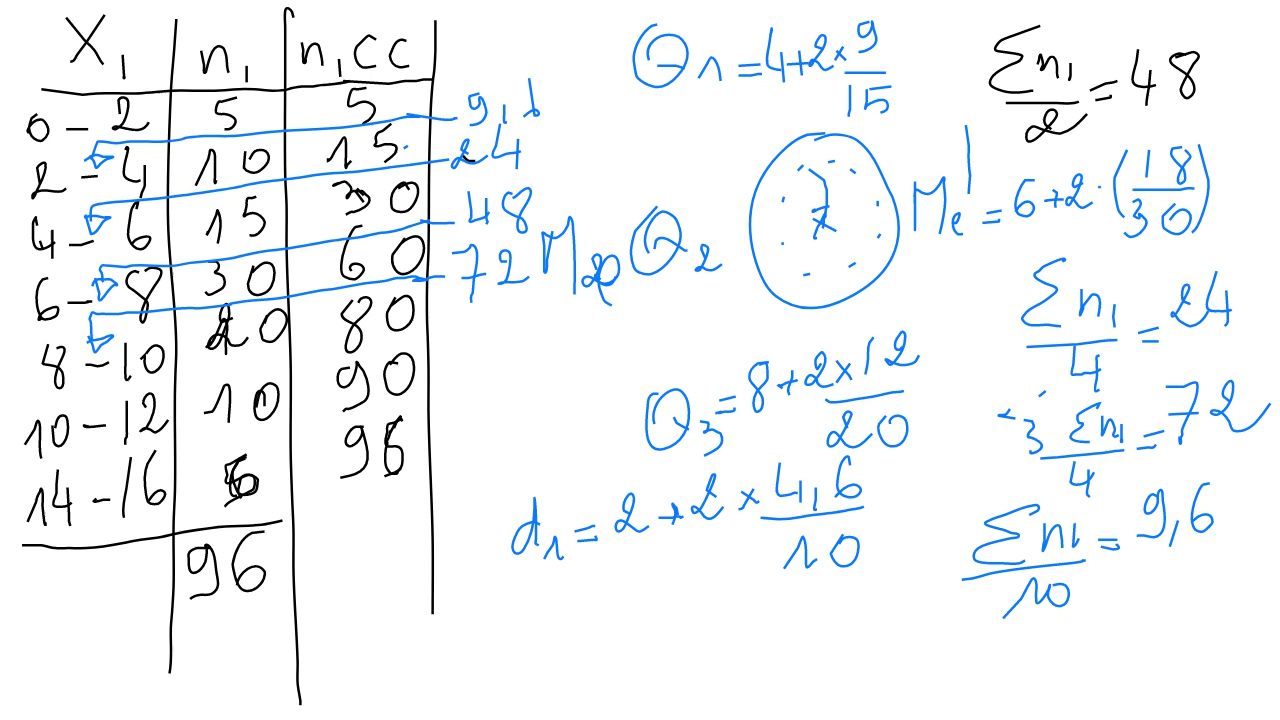 X₁ n₁ n₁cc
0 - 2 5 5
2 - 4 10 15
4 - 6 15 30
6 - 8 30 60
8 - 10 20 80
10 - 12 10 90
14 - 16 6 96
96
9,6
24
48
72 Me Q₂
Q₁ = 4+2×9/15
Q₃ = 8+2×12/20
d₁ = 2+2×4,6/10
Σn₁/2 = 48
Me = 6+2·(18/30)
Σn₁/4 = 24
3Σn₁/4 = 72
Σn₁/10 = 9,6